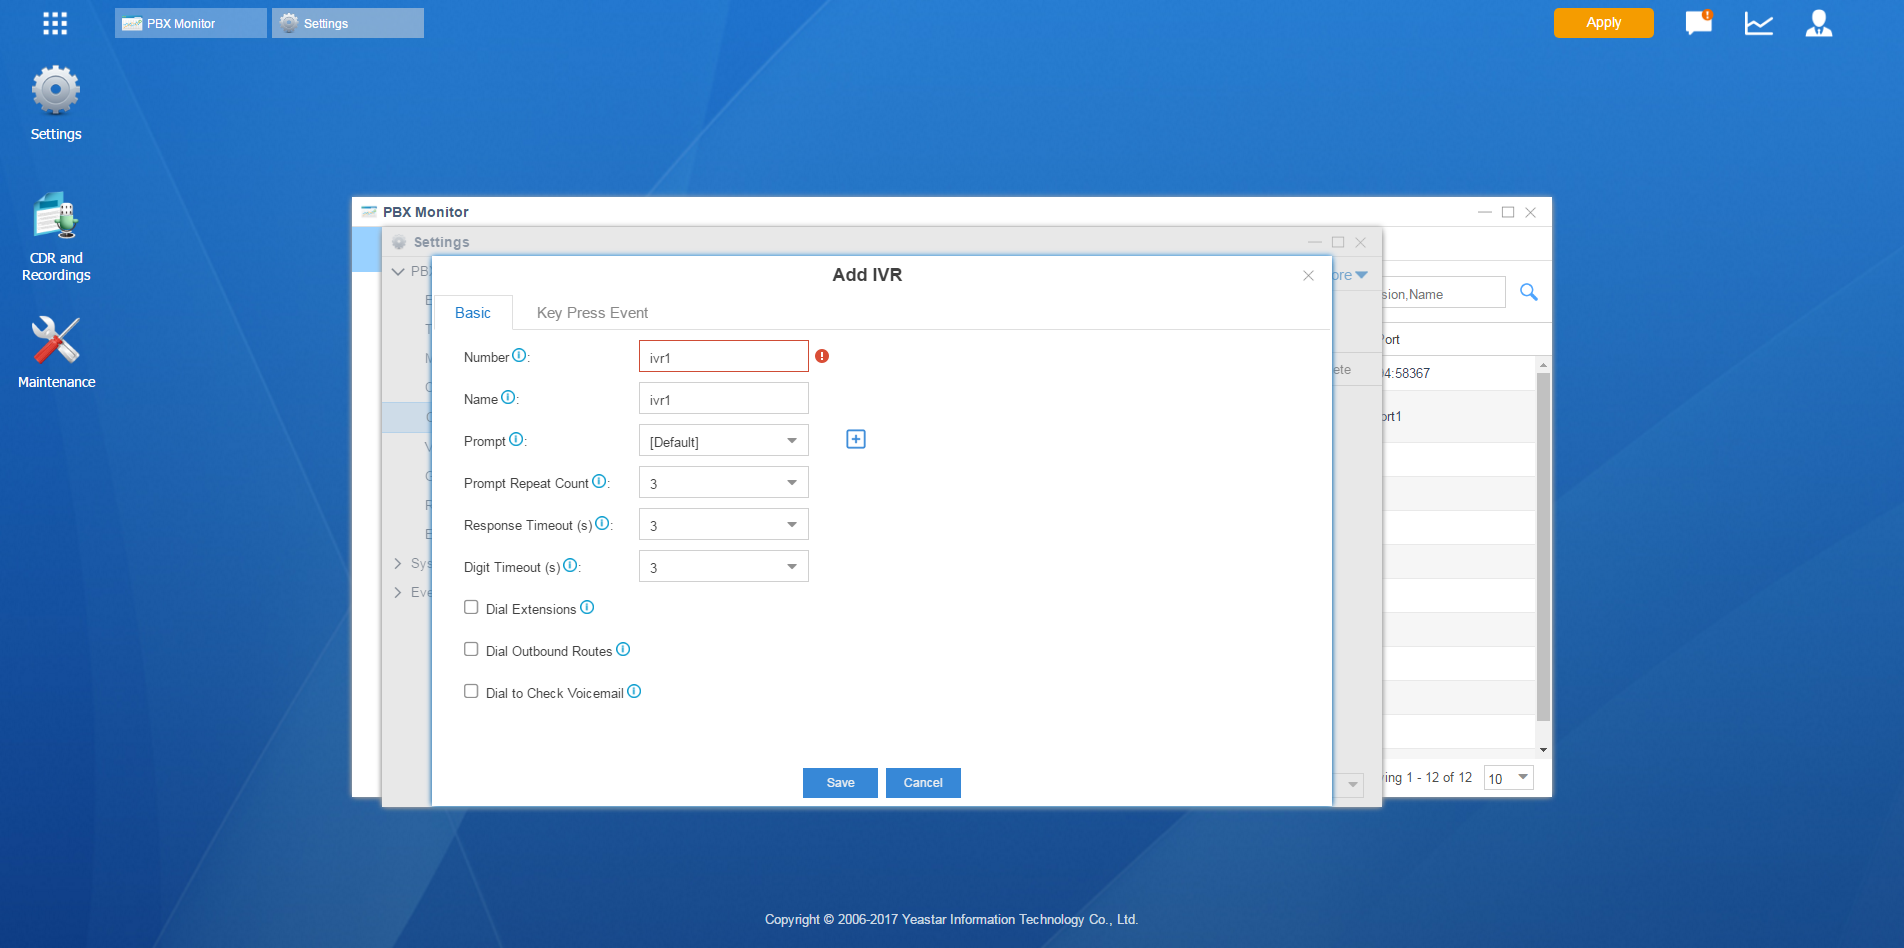 PBX Monitor
Settings
Apply
Settings
CDR and
Recordings
Maintenance
PBX Monitor
Settings
Add IVR
Basic
Key Press Event
Number :
ivr1
Name :
ivr1
Prompt :
[Default]
Prompt Repeat Count :
3
Response Timeout (s) :
3
Digit Timeout (s) :
3
Dial Extensions
Dial Outbound Routes
Dial to Check Voicemail
Save
Cancel
sion,Name
Port
4:58367
ort1
ete
ore
PB
Sys
Eve
ing 1 - 12 of 12
10
Copyright © 2006-2017 Yeastar Information Technology Co., Ltd.